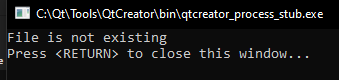 C:\Qt\Tools\QtCreator\bin\qtcreator_process_stub.exe
File is not existing
Press <RETURN> to close this window...